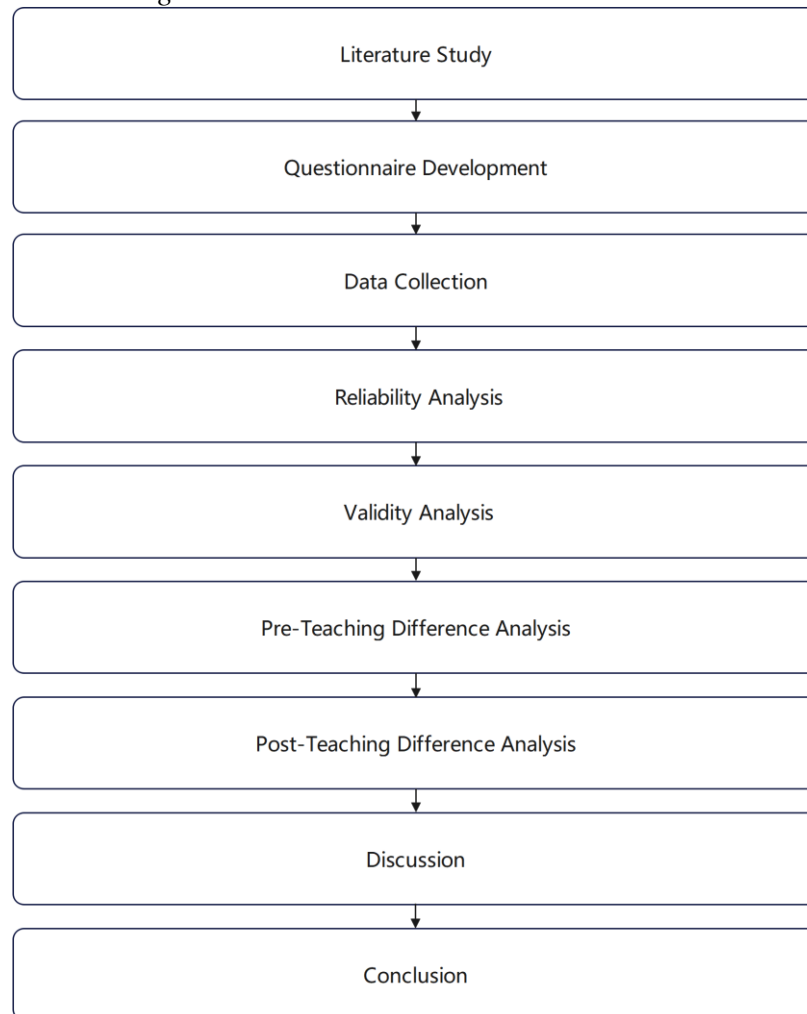 Literature Study
Questionnaire Development
Data Collection
Reliability Analysis
Validity Analysis
Pre-Teaching Difference Analysis
Post-Teaching Difference Analysis
Discussion
Conclusion